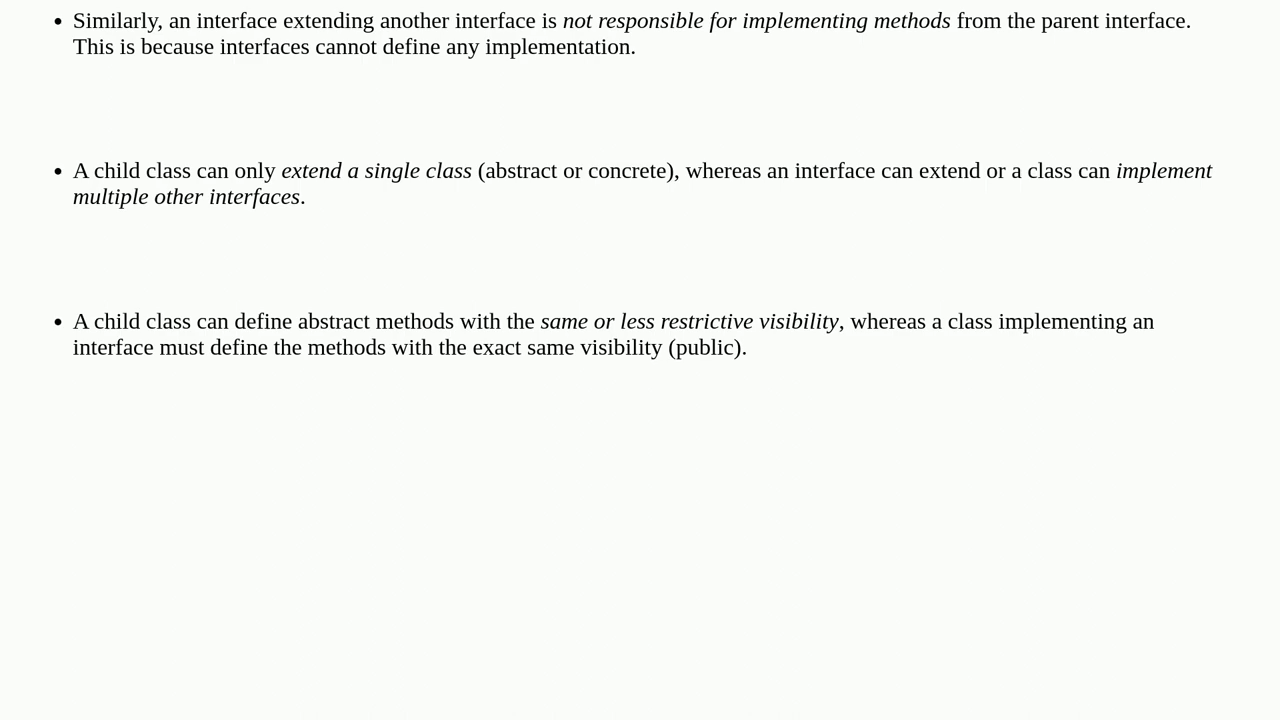 • Similarly, an interface extending another interface is not responsible for implementing methods from the parent interface.
This is because interfaces cannot define any implementation.
• A child class can only extend a single class (abstract or concrete), whereas an interface can extend or a class can implement
multiple other interfaces.
• A child class can define abstract methods with the same or less restrictive visibility, whereas a class implementing an
interface must define the methods with the exact same visibility (public).